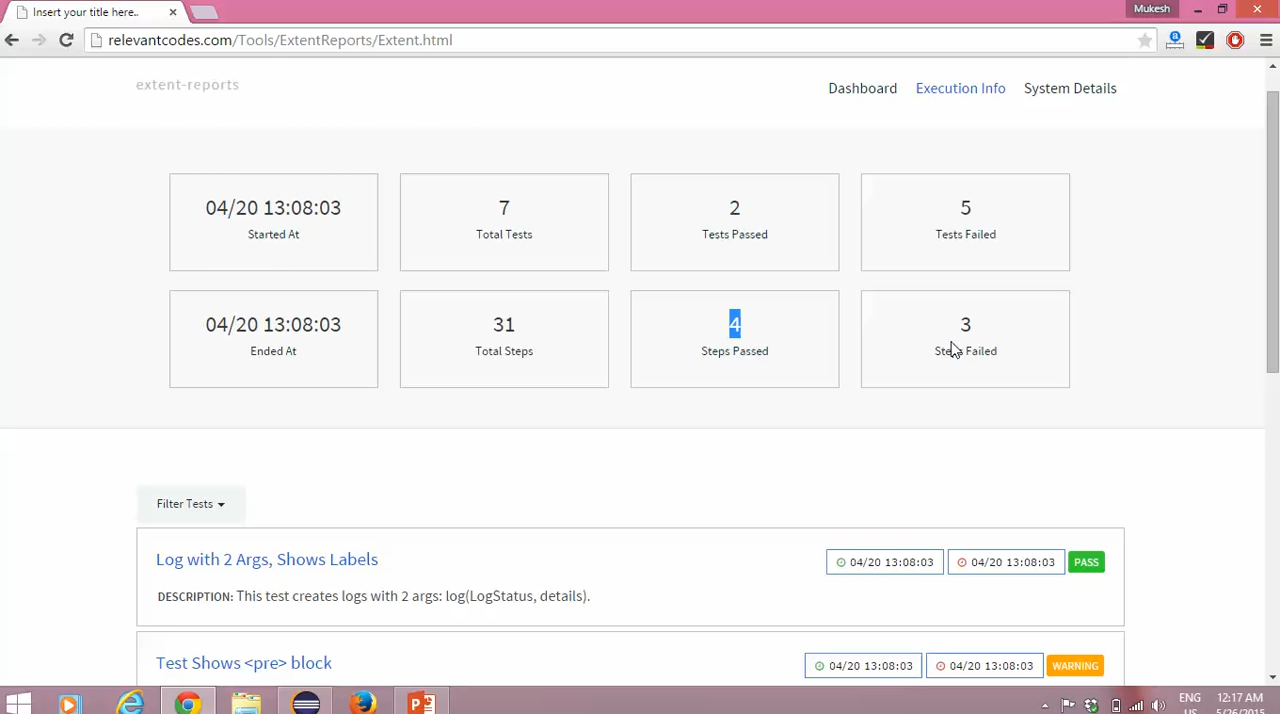 Insert your title here..
Mukesh
relevantcodes.com/Tools/ExtentReports/Extent.html
extent-reports
Dashboard Execution Info System Details
04/20 13:08:03 7 2 5
Started At Total Tests Tests Passed Tests Failed
04/20 13:08:03 31 4 3
Ended At Total Steps Steps Passed Steps Failed
Filter Tests
Log with 2 Args, Shows Labels 04/20 13:08:03 04/20 13:08:03 PASS
DESCRIPTION: This test creates logs with 2 args: log(LogStatus, details).
Test Shows <pre> block 04/20 13:08:03 04/20 13:08:03 WARNING
ENG 12:17 AM
US 5/26/2015